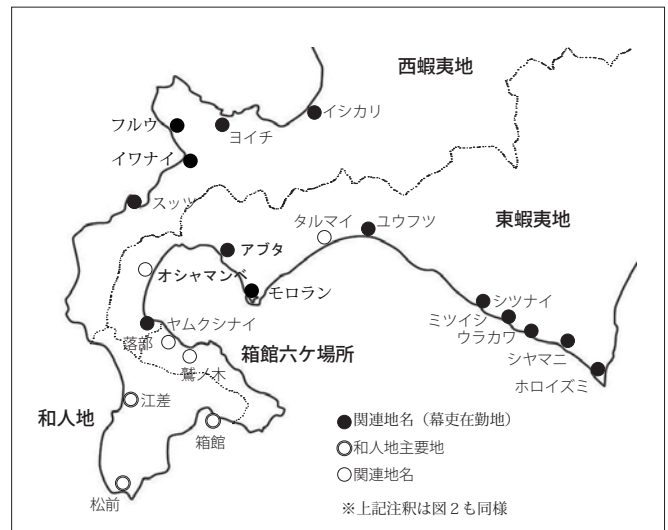 西蝦夷地
イシカリ
フルウ
ヨイチ
イワナイ
スッツ
東蝦夷地
タルマイ
ユウフツ
アブタ
オシャマンベ
モロラン
シツナイ
ミツイシ
ウラカワ
シャマニ
ホロイズミ
ヤムクシナイ
落部
鷲ノ木
箱館六ケ場所
和人地
江差
箱館
松前
●関連地名（幕吏在勤地）
◎和人地主要地
○関連地名
※上記注釈は図２も同様